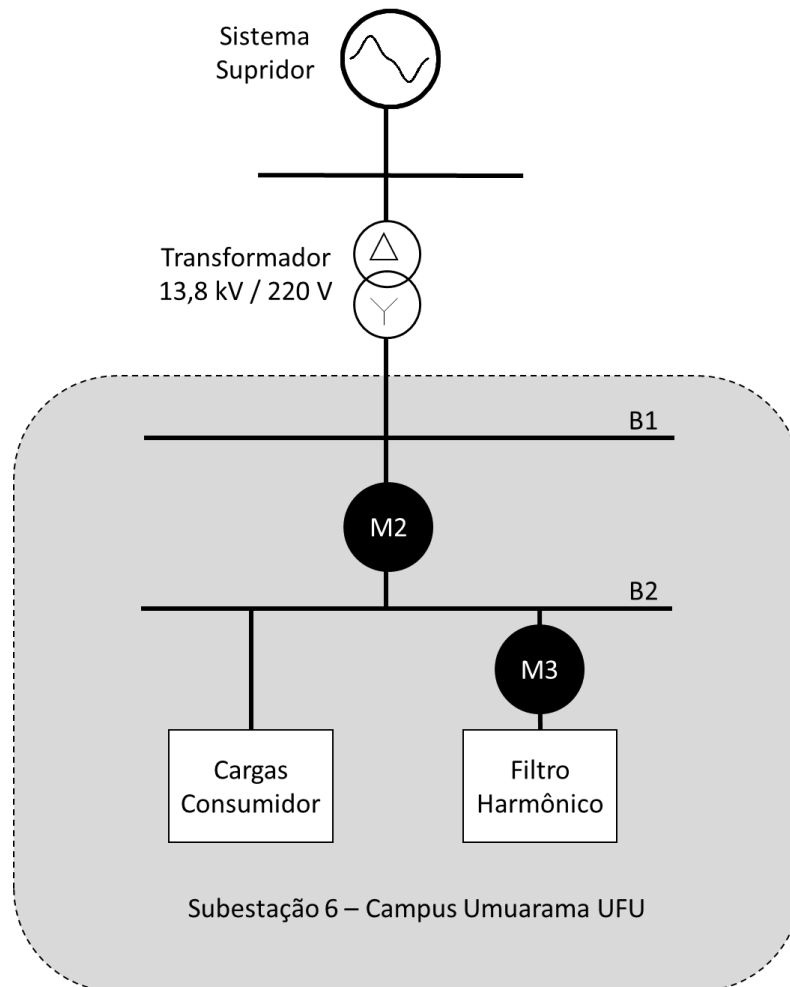 Sistema
Supridor
Transformador
13,8 kV / 220 V
B1
M2
B2
M3
Cargas
Consumidor
Filtro
Harmônico
Subestação 6 – Campus Umuarama UFU